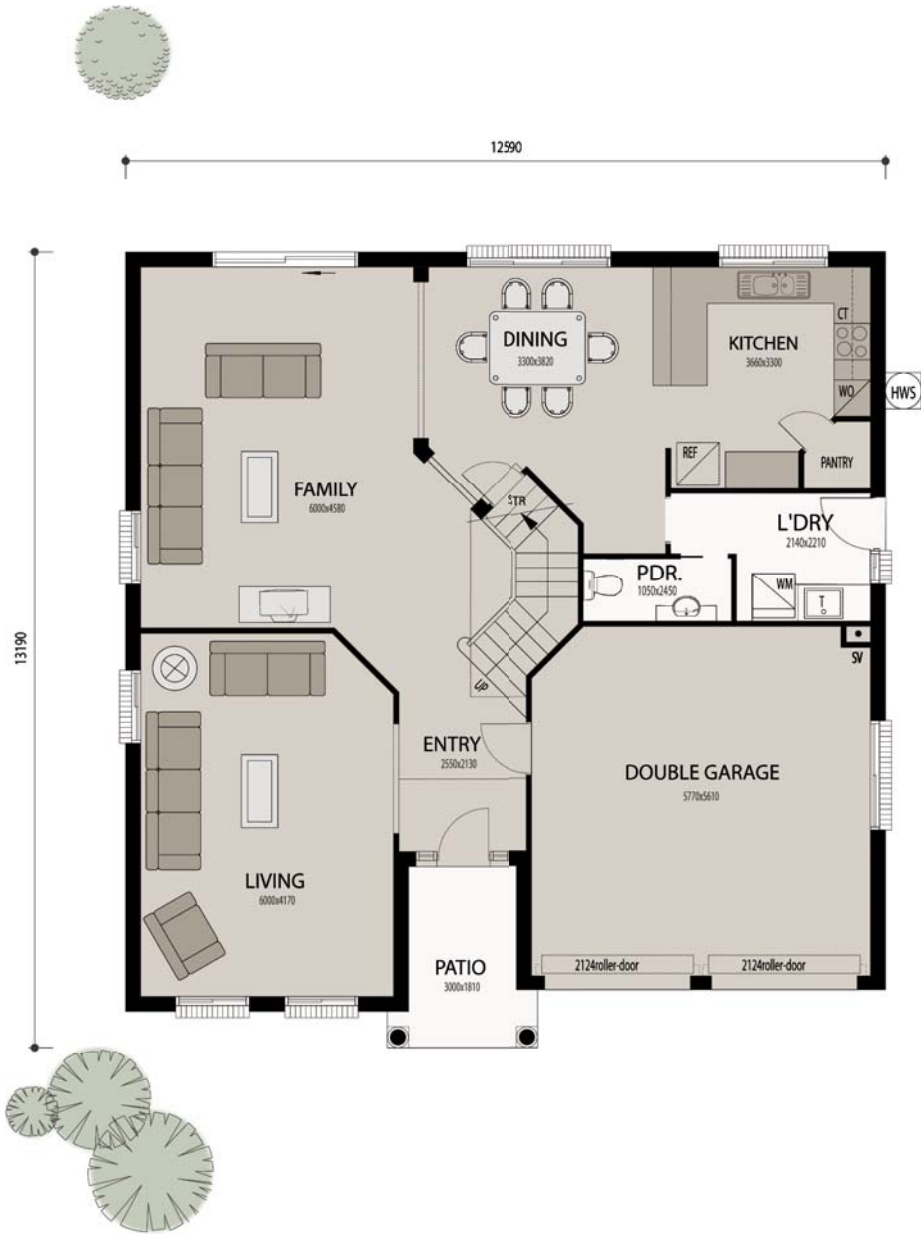 12590
13190
DINING
3300x3820
KITCHEN
3660x3300
CT
WO
HWS
REF
PANTRY
FAMILY
6000x4580
STR
L'DRY
2140x2210
PDR.
1050x2450
WM
T
SV
UP
ENTRY
2550x2130
DOUBLE GARAGE
5770x5610
LIVING
6000x4170
PATIO
3000x1810
2124roller-door
2124roller-door